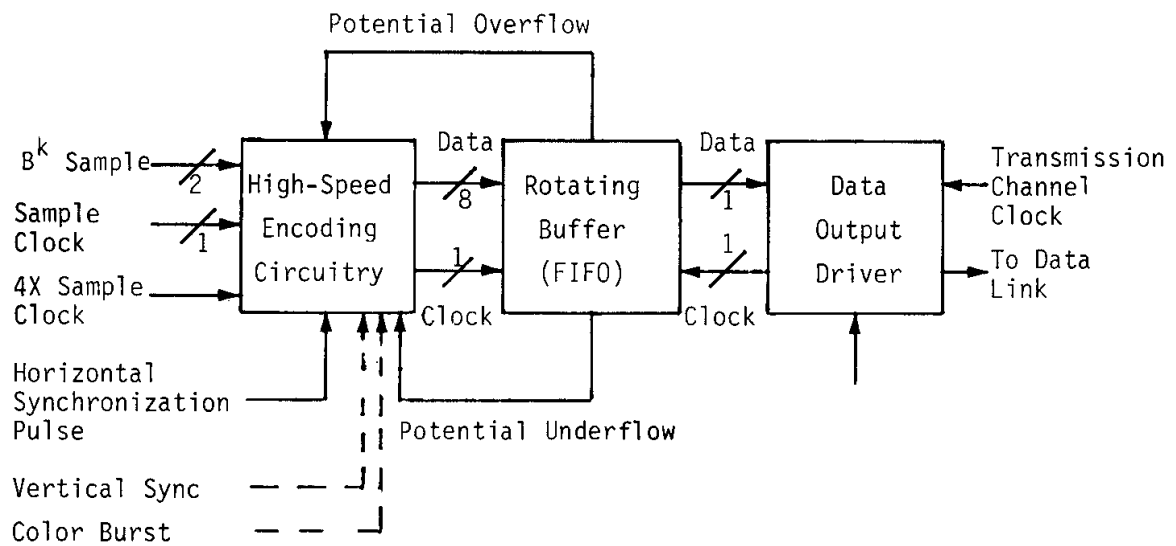 Potential Overflow
B^k Sample
2
Sample
Clock
1
4X Sample
Clock
High-Speed
Encoding
Circuitry
Data
8
1
Clock
Rotating
Buffer
(FIFO)
Data
1
1
Clock
Data
Output
Driver
Transmission
Channel
Clock
To Data
Link
Horizontal
Synchronization
Pulse
Potential Underflow
Vertical Sync
Color Burst